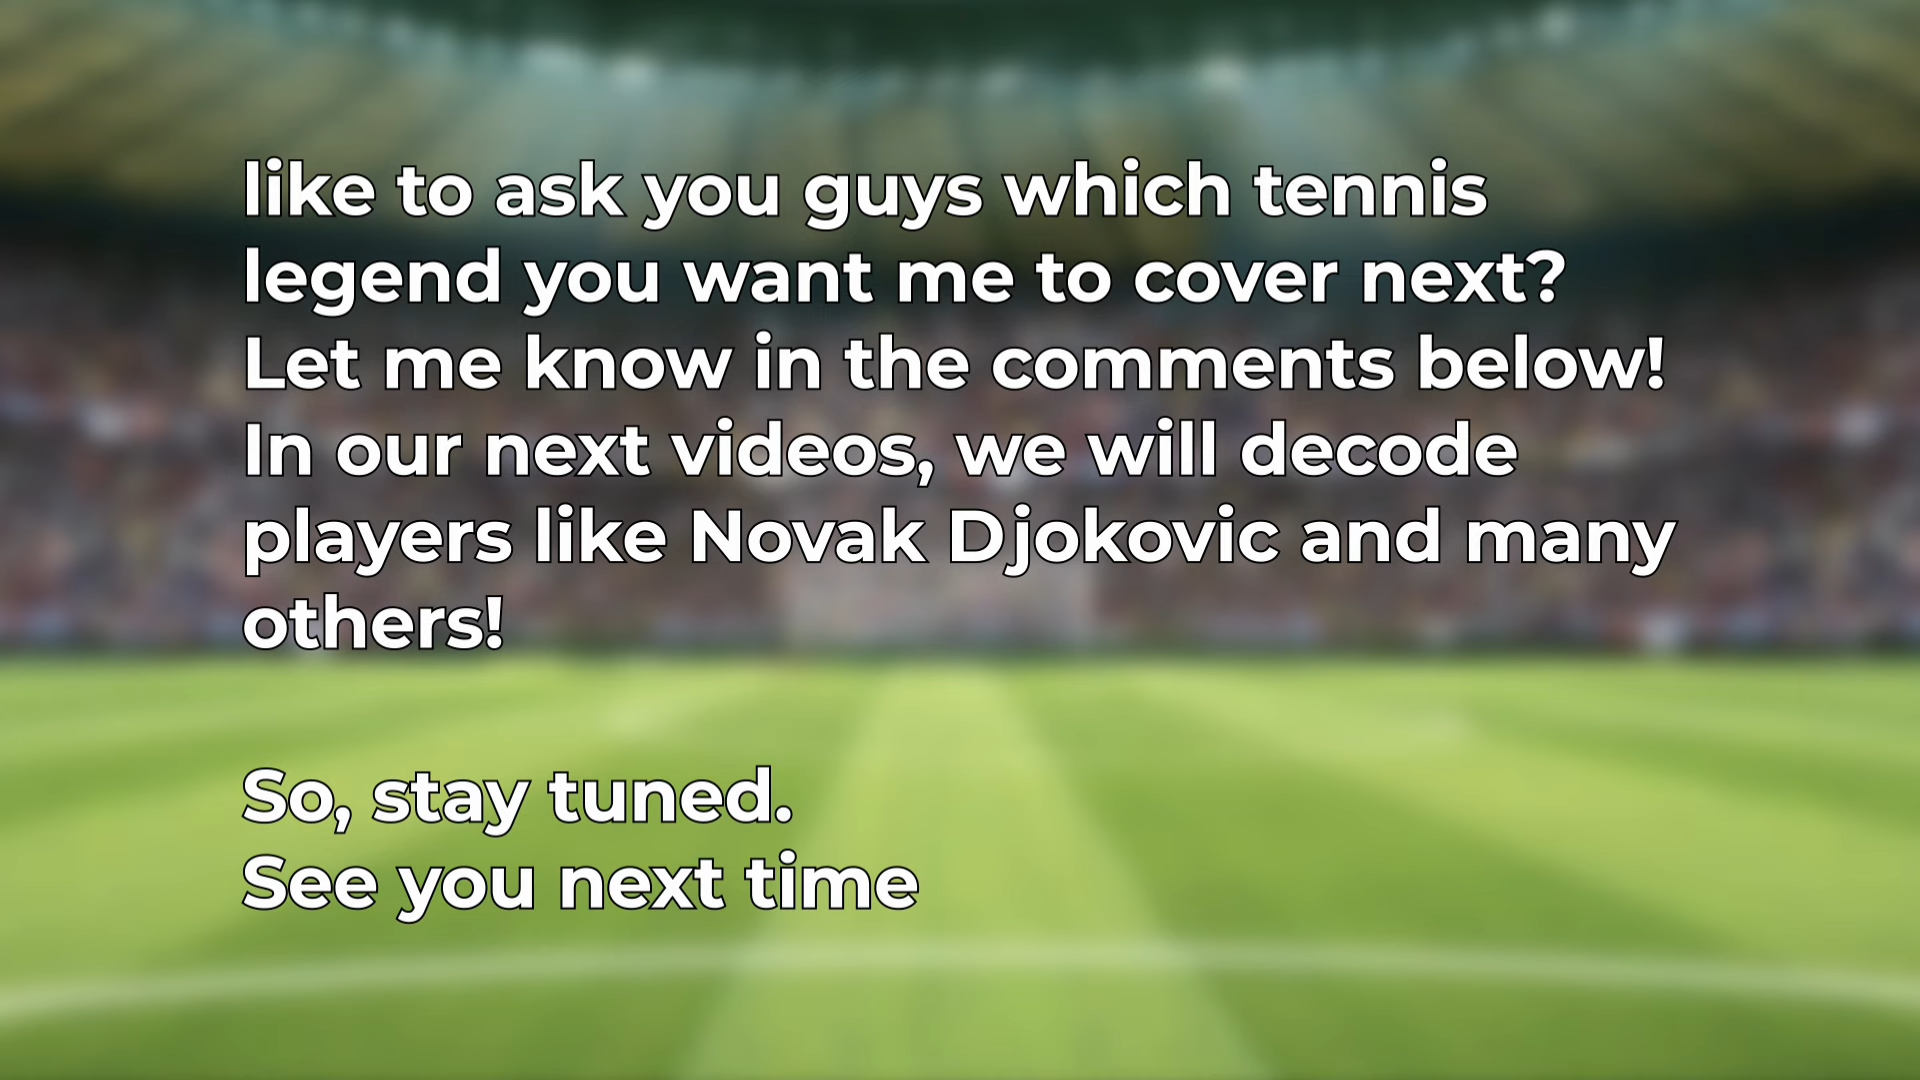 like to ask you guys which tennis
legend you want me to cover next?
Let me know in the comments below!
In our next videos, we will decode
players like Novak Djokovic and many
others!
So, stay tuned.
See you next time